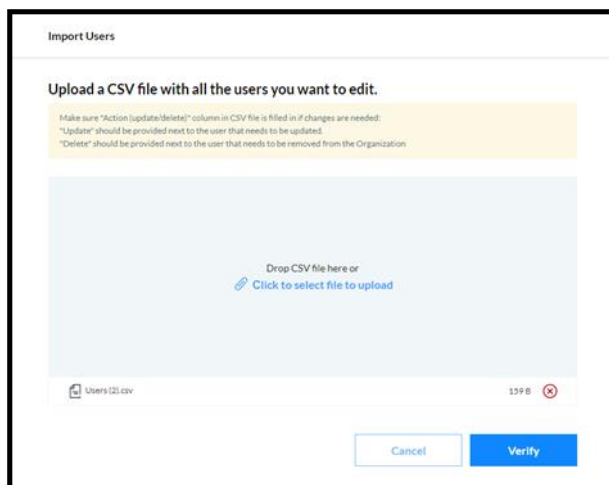 Import Users
Upload a CSV file with all the users you want to edit.
Make sure "Action (update/delete)" column in CSV file is filled in if changes are needed:
"Update" should be provided next to the user that needs to be updated.
"Delete" should be provided next to the user that needs to be removed from the Organization
Drop CSV file here or
Click to select file to upload
Users (2).csv 159 B
Cancel Verify